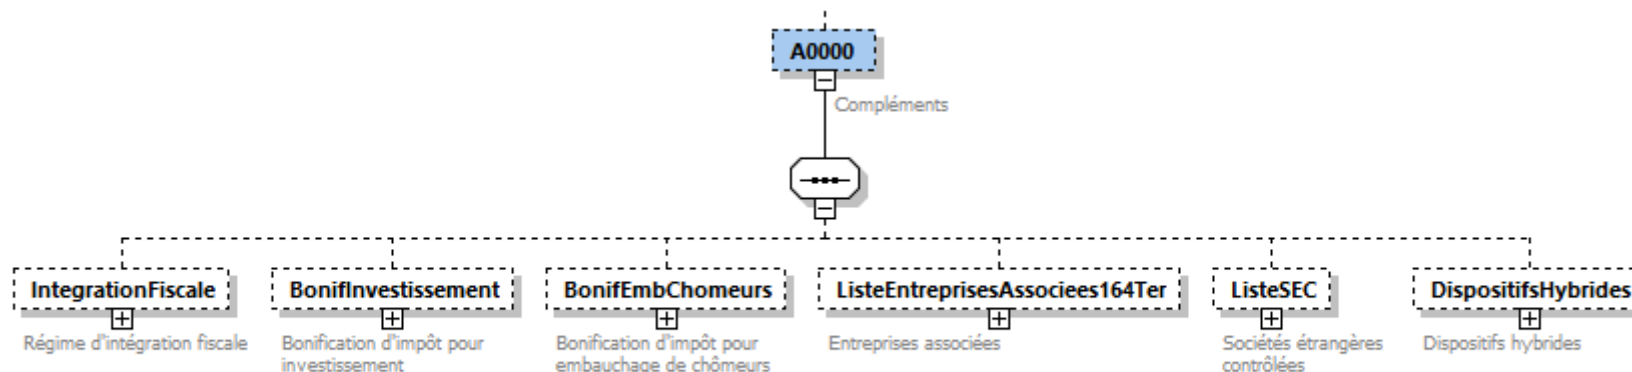 A0000
Compléments
IntegrationFiscale
BonifInvestissement
BonifEmbChomeurs
ListeEntreprisesAssociees164Ter
ListeSEC
DispositifsHybrides
Régime d'intégration fiscale
Bonification d'impôt pour
investissement
Bonification d'impôt pour
embauchage de chômeurs
Entreprises associées
Sociétés étrangères
contrôlées
Dispositifs hybrides